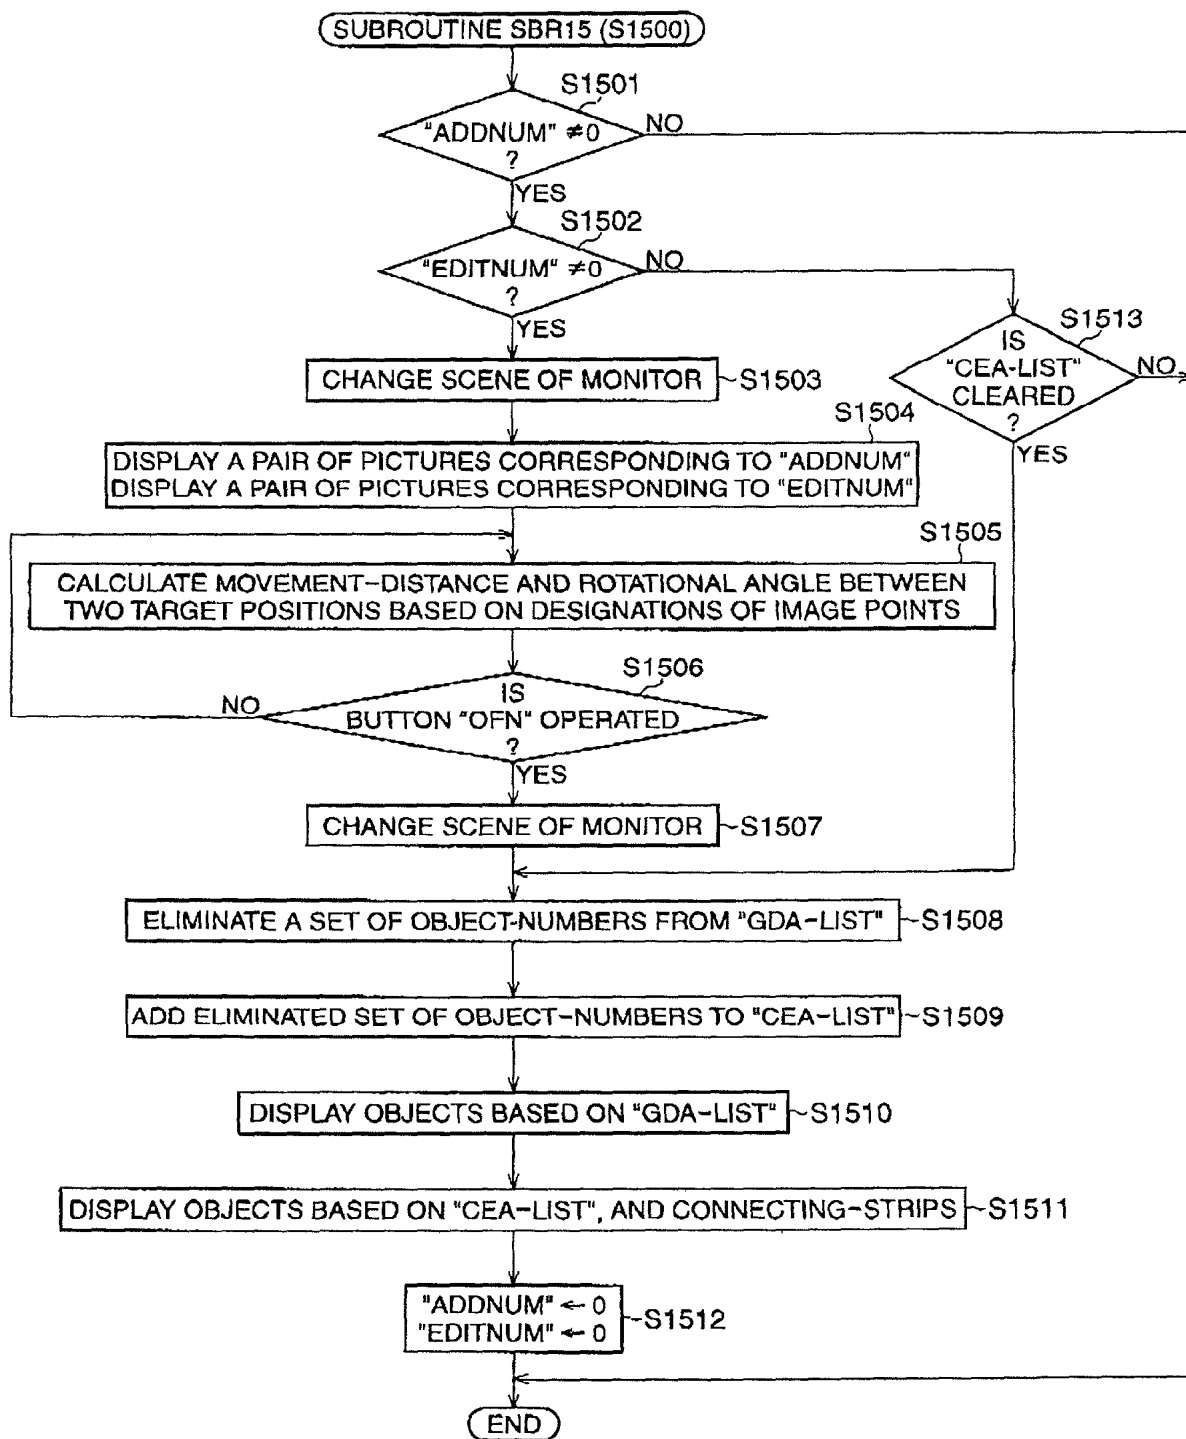 SUBROUTINE SBR15 (S1500)
S1501
"ADDNUM" ≠0
?
NO
YES
S1502
"EDITNUM" ≠0
?
NO
YES
S1513
IS
"CEA-LIST"
CLEARED
?
NO
YES
CHANGE SCENE OF MONITOR
S1503
S1504
DISPLAY A PAIR OF PICTURES CORRESPONDING TO "ADDNUM"
DISPLAY A PAIR OF PICTURES CORRESPONDING TO "EDITNUM"
S1505
CALCULATE MOVEMENT-DISTANCE AND ROTATIONAL ANGLE BETWEEN
TWO TARGET POSITIONS BASED ON DESIGNATIONS OF IMAGE POINTS
S1506
IS
BUTTON "OFN" OPERATED
?
NO
YES
CHANGE SCENE OF MONITOR
S1507
ELIMINATE A SET OF OBJECT-NUMBERS FROM "GDA-LIST"
S1508
ADD ELIMINATED SET OF OBJECT-NUMBERS TO "CEA-LIST"
S1509
DISPLAY OBJECTS BASED ON "GDA-LIST"
S1510
DISPLAY OBJECTS BASED ON "CEA-LIST", AND CONNECTING-STRIPS
S1511
"ADDNUM" ← 0
"EDITNUM" ← 0
S1512
END